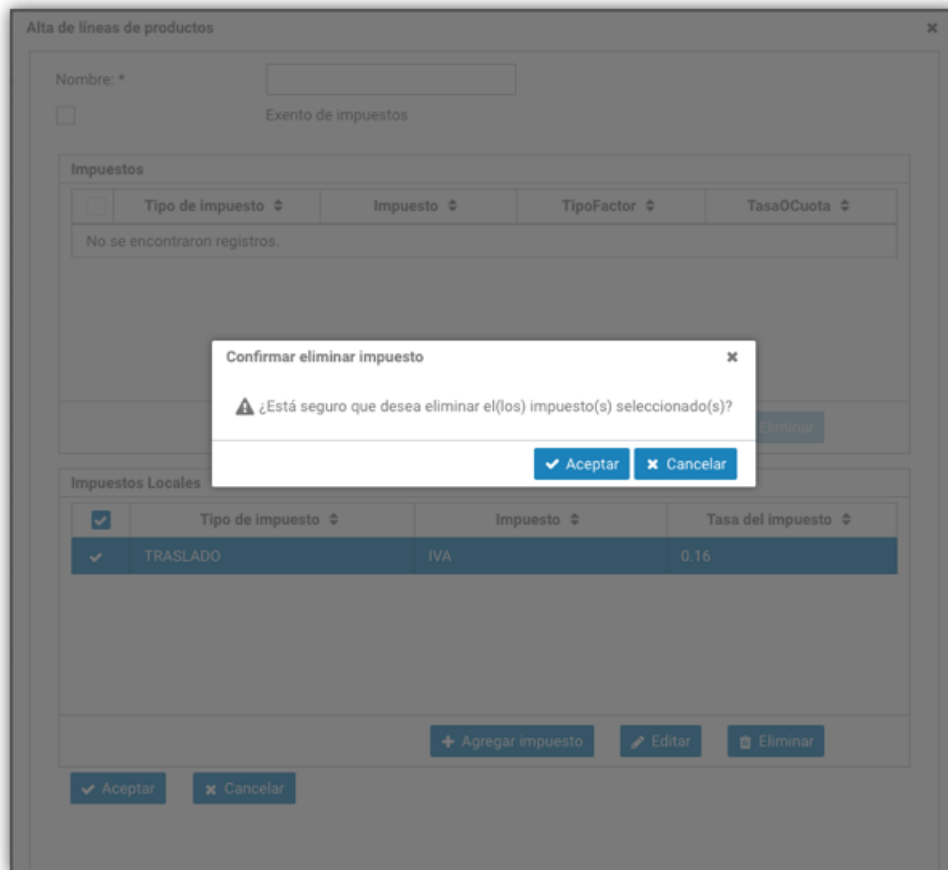 Alta de líneas de productos
Nombre: *
Exento de impuestos
Impuestos
Tipo de impuesto Impuesto TipoFactor TasaOCuota
No se encontraron registros.
Confirmar eliminar impuesto
¿Está seguro que desea eliminar el(los) impuesto(s) seleccionado(s)?
Eliminar
Aceptar Cancelar
Impuestos Locales
Tipo de impuesto Impuesto Tasa del impuesto
TRASLADO IVA 0.16
Agregar impuesto Editar Eliminar
Aceptar Cancelar